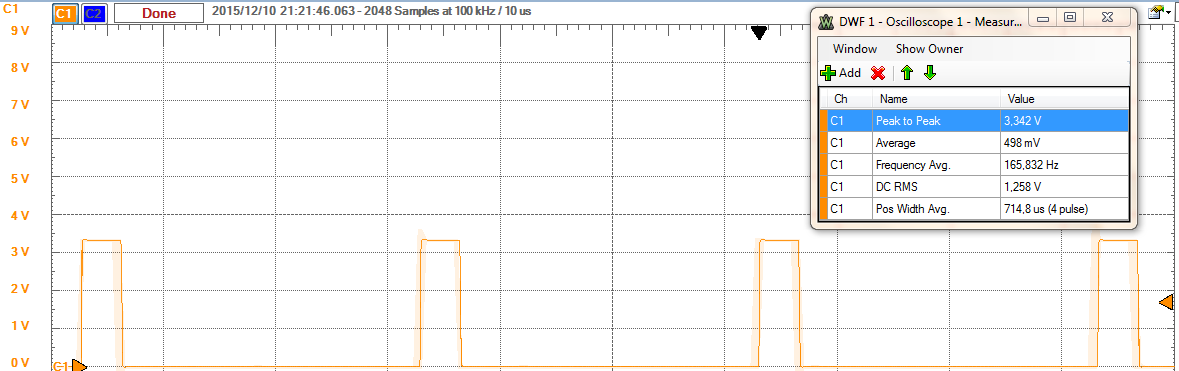 C1
C1 C2 Done 2015/12/10 21:21:46.063 - 2048 Samples at 100 kHz / 10 us
9 V
8 V
7 V
6 V
5 V
4 V
3 V
2 V
1 V
0 V
C1
DWF 1 - Oscilloscope 1 - Measur...
Window Show Owner
Add
Ch Name Value
C1 Peak to Peak 3,342 V
C1 Average 498 mV
C1 Frequency Avg. 165,832 Hz
C1 DC RMS 1,258 V
C1 Pos Width Avg. 714,8 us (4 pulse)